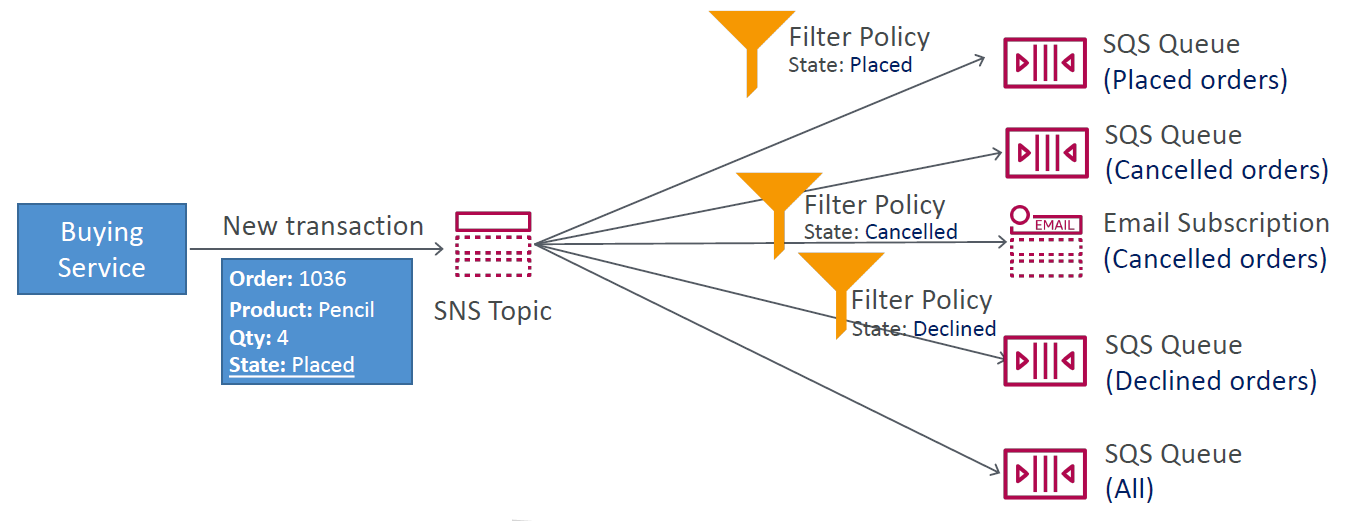 Filter Policy
State: Placed
SQS Queue
(Placed orders)
SQS Queue
(Cancelled orders)
Buying
Service
New transaction
Order: 1036
Product: Pencil
Qty: 4
State: Placed
SNS Topic
Filter Policy
State: Cancelled
EMAIL
Email Subscription
(Cancelled orders)
Filter Policy
State: Declined
SQS Queue
(Declined orders)
SQS Queue
(All)